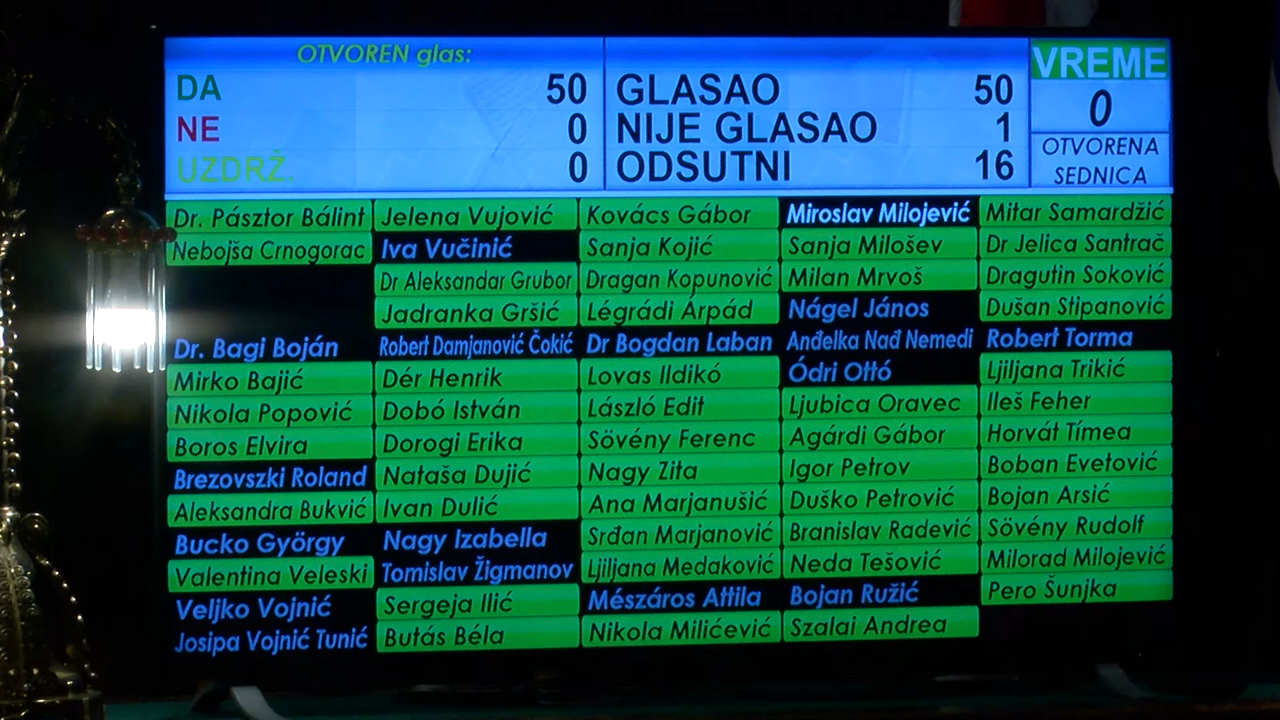 OTVOREN glas:
DA 50
NE 0
UZDRŽ. 0
GLASAO 50
NIJE GLASAO 1
ODSUTNI 16
VREME
0
OTVORENA
SEDNICA
Dr. Pásztor Bálint
Nebojša Crnogorac
Dr. Bagi Boján
Mirko Bajić
Nikola Popović
Boros Elvira
Brezovszki Roland
Aleksandra Bukvić
Bucko György
Valentina Veleski
Veljko Vojnić
Josipa Vojnić Tunić
Jelena Vujović
Iva Vučinić
Dr Aleksandar Grubor
Jadranka Gršić
Robert Damjanović Čokić
Dér Henrik
Dobó István
Dorogi Erika
Nataša Dujić
Ivan Dulić
Nagy Izabella
Tomislav Žigmanov
Sergeja Ilić
Butás Béla
Kovács Gábor
Sanja Kojić
Dragan Kopunović
Légrádi Árpád
Dr Bogdan Laban
Lovas Ildikó
László Edit
Sövény Ferenc
Nagy Zita
Ana Marjanušić
Srđan Marjanović
Ljiljana Medaković
Mészáros Attila
Nikola Milićević
Miroslav Milojević
Sanja Milošev
Milan Mrvoš
Nágel János
Anđelka Nađ Nemedi
Ódri Ottó
Ljubica Oravec
Agárdi Gábor
Igor Petrov
Duško Petrović
Branislav Radević
Neda Tešović
Bojan Ružić
Szalai Andrea
Mitar Samardžić
Dr Jelica Santrač
Dragutin Soković
Dušan Stipanović
Robert Torma
Ljiljana Trikić
Ileš Feher
Horvát Tímea
Boban Evetović
Bojan Arsić
Sövény Rudolf
Milorad Milojević
Pero Šunjka